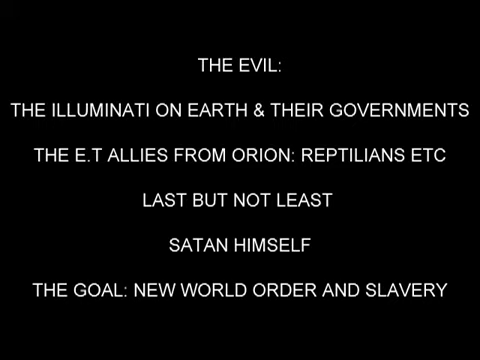 THE EVIL:
THE ILLUMINATI ON EARTH & THEIR GOVERNMENTS
THE E.T ALLIES FROM ORION: REPTILIANS ETC
LAST BUT NOT LEAST
SATAN HIMSELF
THE GOAL: NEW WORLD ORDER AND SLAVERY